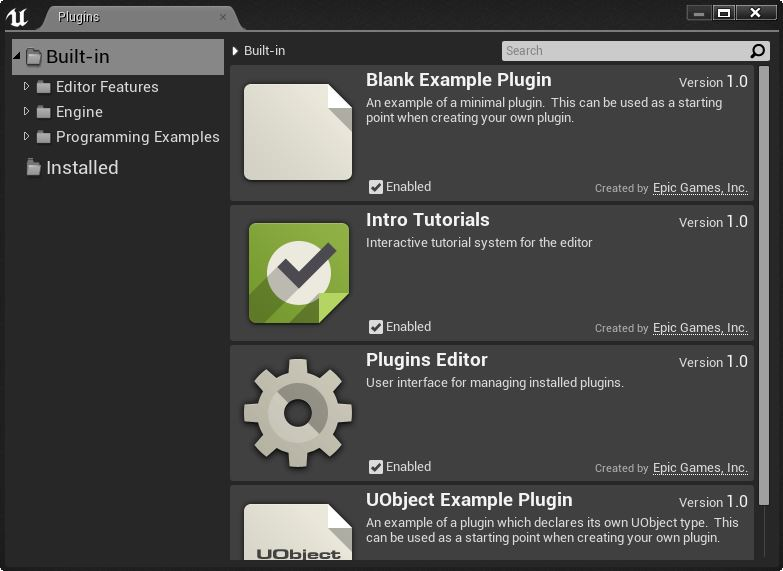 Plugins
Built-in
Editor Features
Engine
Programming Examples
Installed
Built-in
Search
Blank Example Plugin
Version 1.0
An example of a minimal plugin. This can be used as a starting
point when creating your own plugin.
Enabled
Created by Epic Games, Inc.
Intro Tutorials
Version 1.0
Interactive tutorial system for the editor
Enabled
Created by Epic Games, Inc.
Plugins Editor
Version 1.0
User interface for managing installed plugins.
Enabled
Created by Epic Games, Inc.
UObject Example Plugin
Version 1.0
An example of a plugin which declares its own UObject type. This
can be used as a starting point when creating your own plugin.
UObject